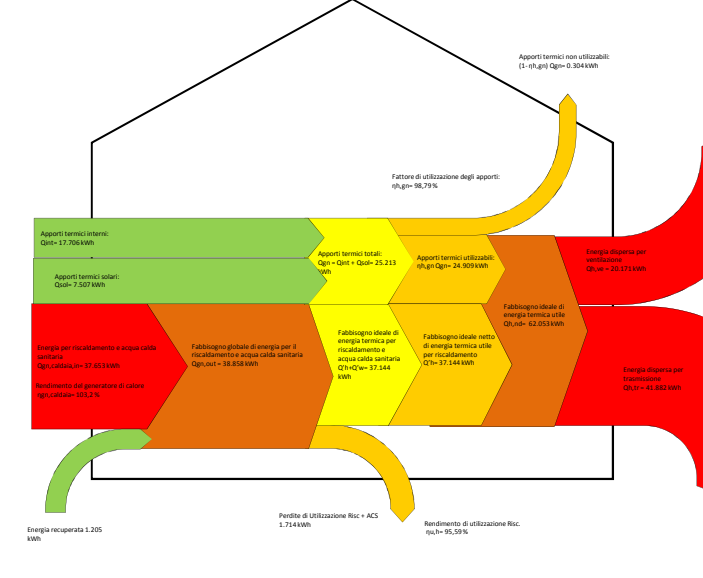 Apporti termici non utilizzabili:
(1- ηh,gn) Qgn= 0.304 kWh
Fattore di utilizzazione degli apporti:
ηh,gn= 98,79 %
Apporti termici interni:
Qint= 17.706 kWh
Apporti termici solari:
Qsol= 7.507 kWh
Apporti termici totali:
Qgn = Qint + Qsol= 25.213
kWh
Apporti termici utilizzabili:
ηh,gn Qgn= 24.909 kWh
Energia dispersa per
ventilazione
Qh,ve = 20.171 kWh
Fabbisogno ideale di
energia termica utile
Qh,nd= 62.053 kWh
Energia per riscaldamento e acqua calda
sanitaria
Qgn,caldaia,in= 37.653 kWh
Rendimento del generatore di calore
ηgn,caldaia= 103,2 %
Fabbisogno globale di energia per il
riscaldamento e acqua calda sanitaria
Qgn,out = 38.858 kWh
Fabbisogno ideale di
energia termica per
riscaldamento e
acqua calda sanitaria
Q'h+Q'w= 37.144
kWh
Fabbisogno ideale netto
di energia termica utile
per riscaldamento
Q'h= 37.144 kWh
Energia dispersa per
trasmissione
Qh,tr = 41.882 kWh
Energia recuperata 1.205
kWh
Perdite di Utilizzazione Risc + ACS
1.714 kWh
Rendimento di utilizzazione Risc.
ηu,h= 95,59 %